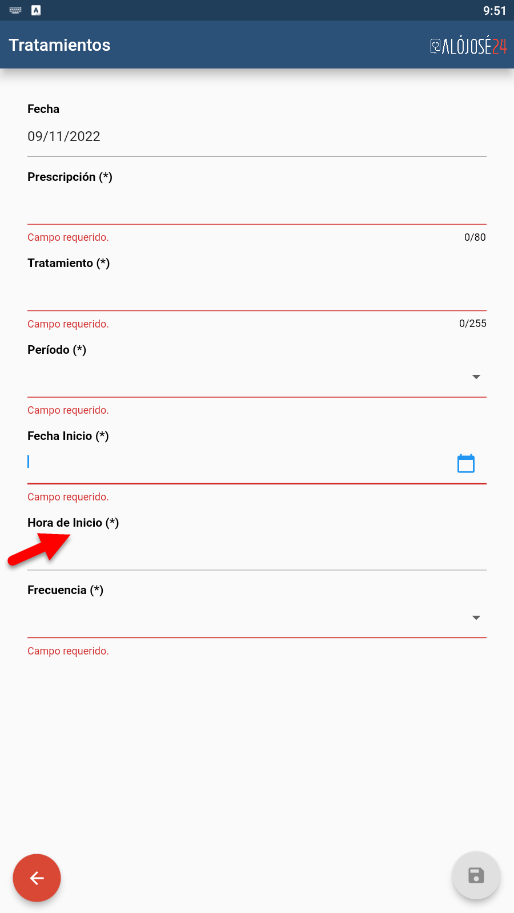 A
9:51
Tratamientos
ALÓJOSÉ24
Fecha
09/11/2022
Prescripción (*)
Campo requerido.
0/80
Tratamiento (*)
Campo requerido.
0/255
Período (*)
Campo requerido.
Fecha Inicio (*)
Campo requerido.
Hora de Inicio (*)
Frecuencia (*)
Campo requerido.